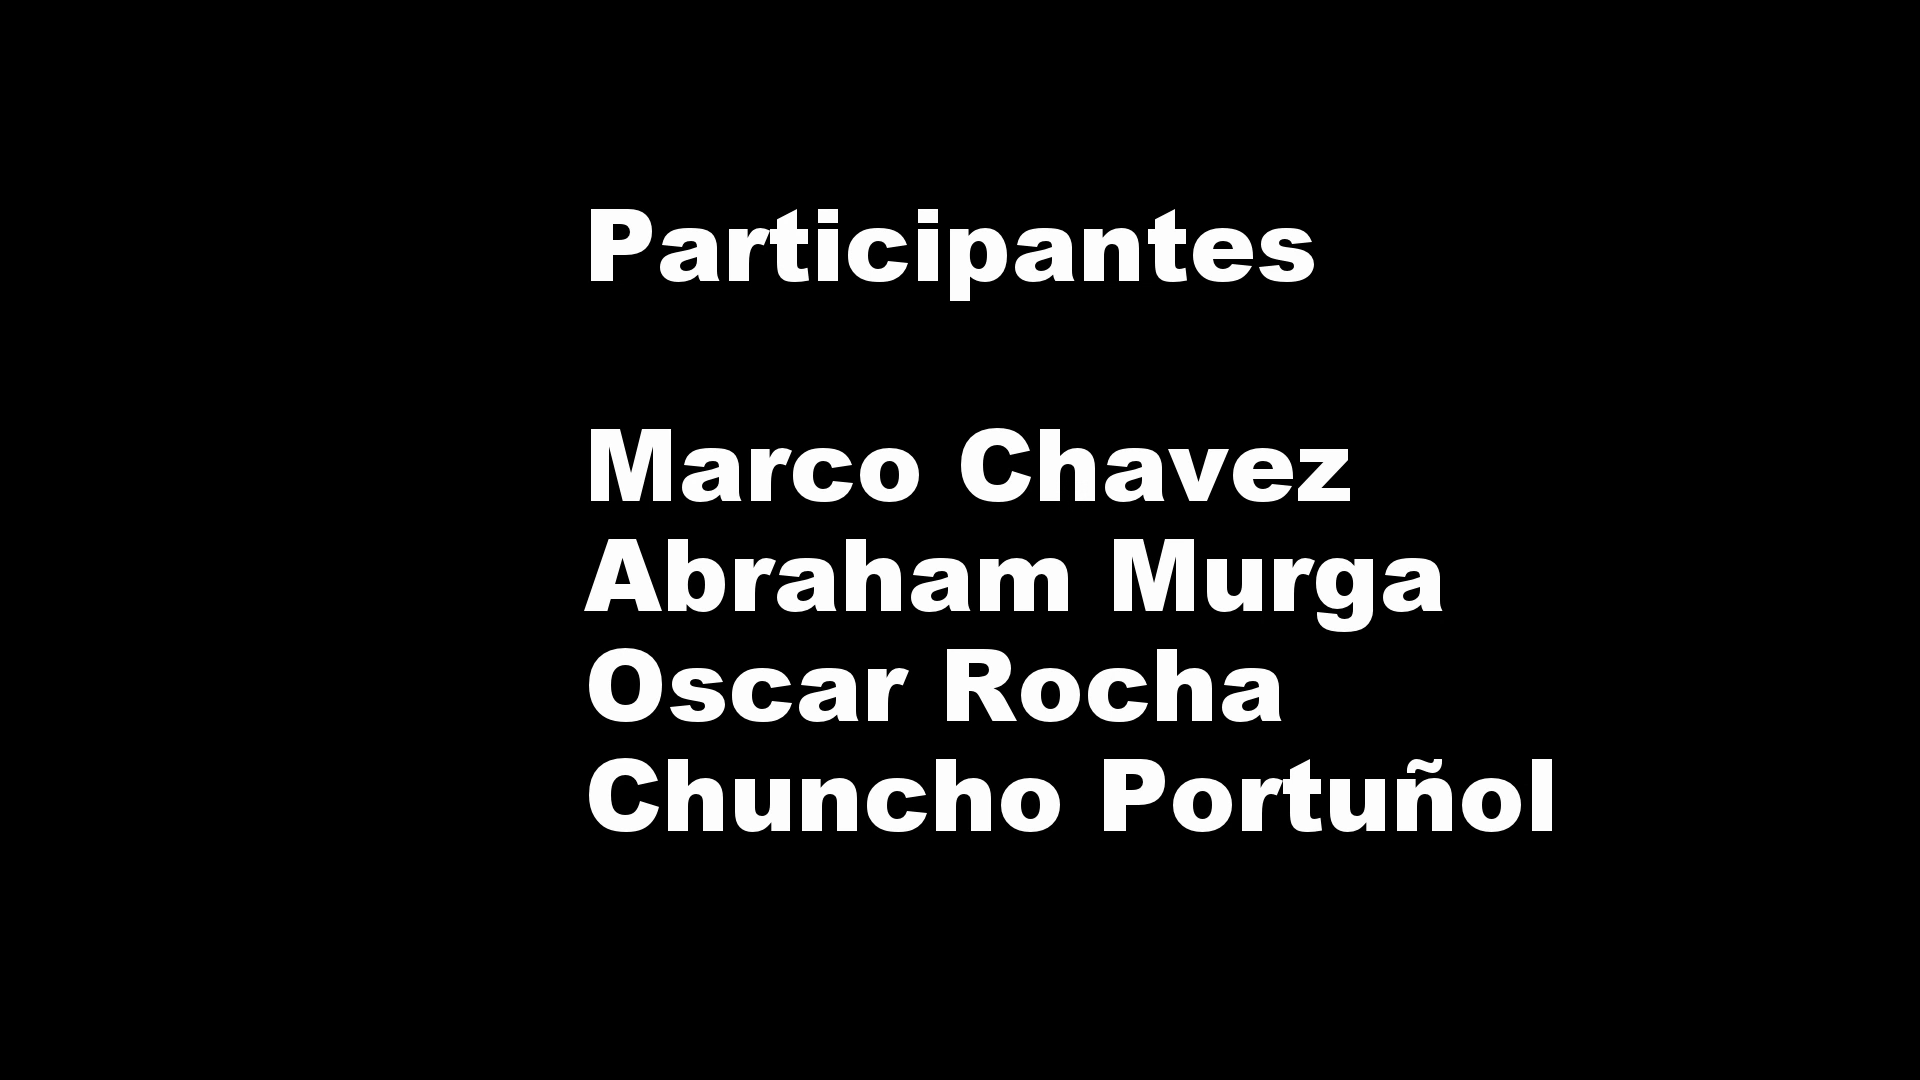 Participantes
Marco Chavez
Abraham Murga
Oscar Rocha
Chuncho Portuñol